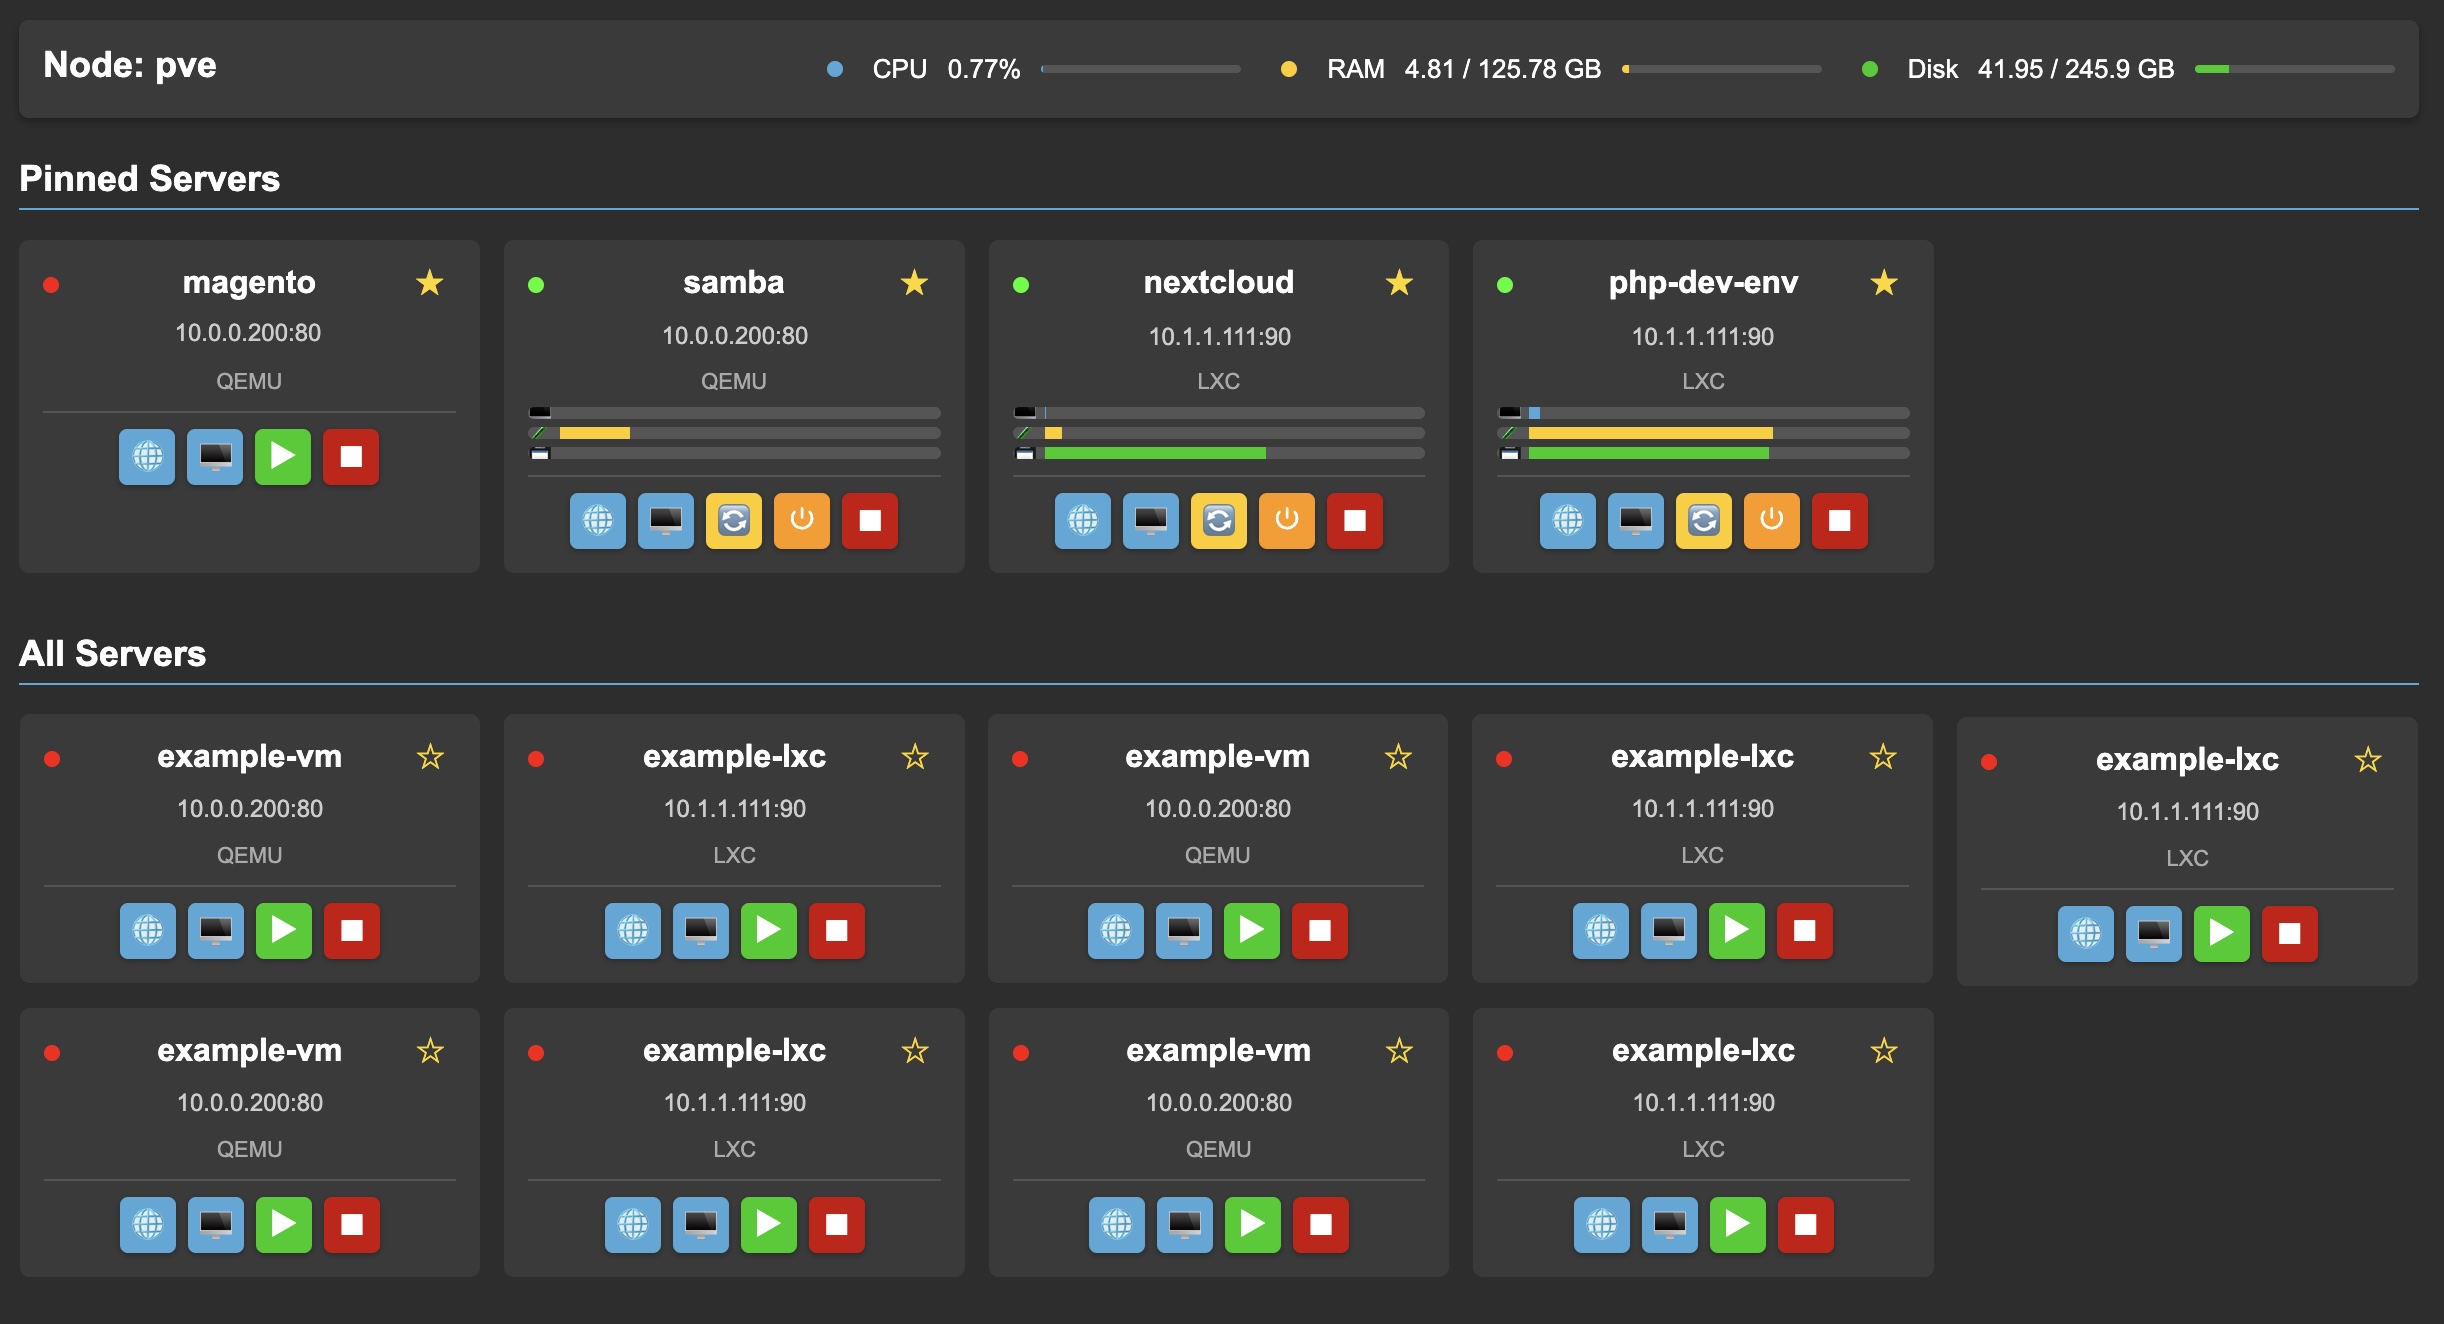 Node: pve
CPU 0.77%
RAM 4.81 / 125.78 GB
Disk 41.95 / 245.9 GB
Pinned Servers
magento
10.0.0.200:80
QEMU
samba
10.0.0.200:80
QEMU
nextcloud
10.1.1.111:90
LXC
php-dev-env
10.1.1.111:90
LXC
All Servers
example-vm
10.0.0.200:80
QEMU
example-lxc
10.1.1.111:90
LXC
example-vm
10.0.0.200:80
QEMU
example-lxc
10.1.1.111:90
LXC
example-lxc
10.1.1.111:90
LXC
example-vm
10.0.0.200:80
QEMU
example-lxc
10.1.1.111:90
LXC
example-vm
10.0.0.200:80
QEMU
example-lxc
10.1.1.111:90
LXC